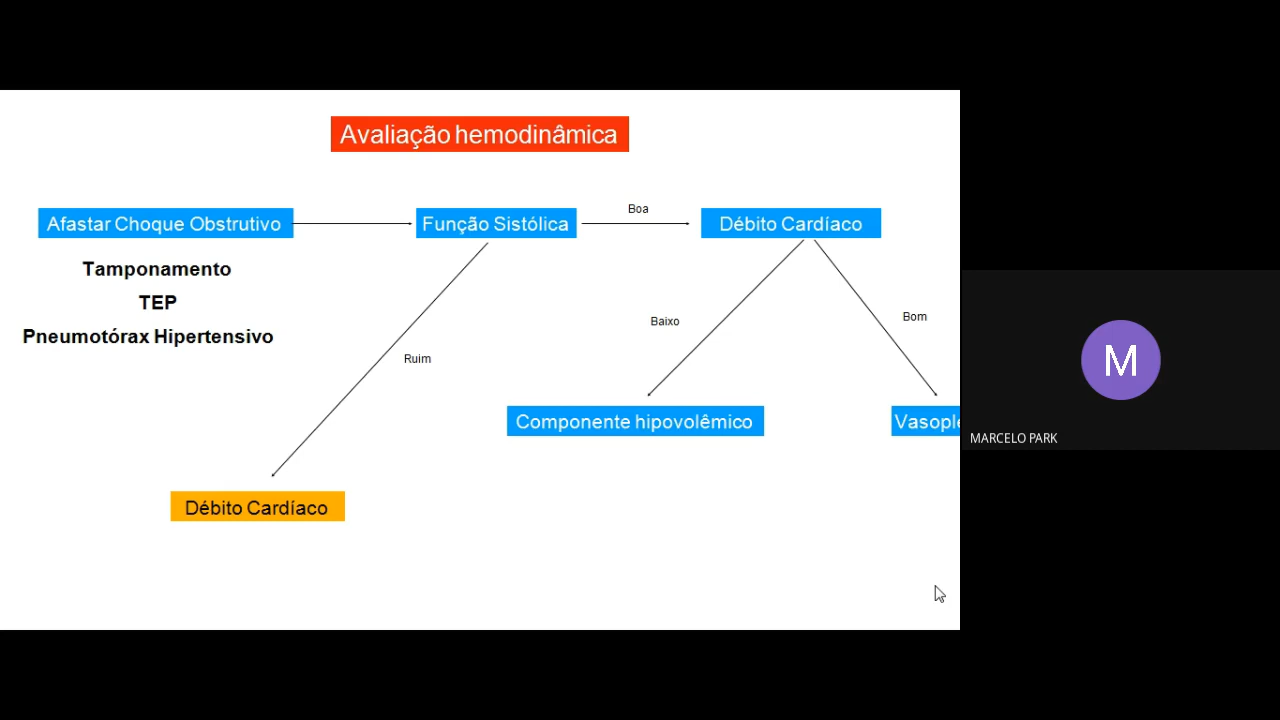 Avaliação hemodinâmica
Afastar Choque Obstrutivo
Função Sistólica
Boa
Débito Cardíaco
Tamponamento
TEP
Pneumotórax Hipertensivo
Baixo
Bom
Ruim
Componente hipovolêmico
Vasople
Débito Cardíaco
M
MARCELO PARK